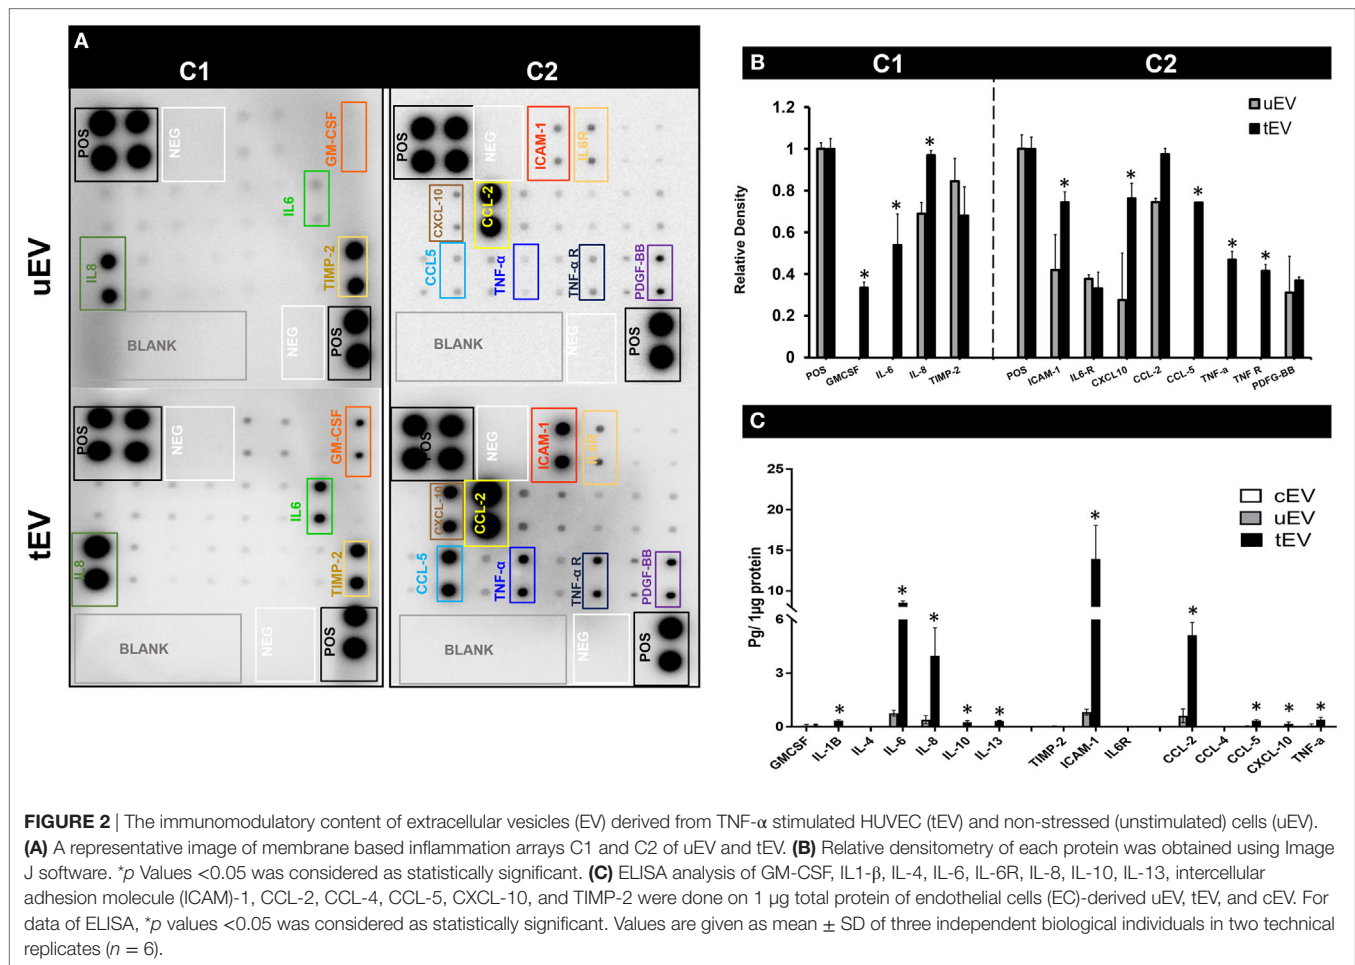 A
C1
C2
uEV
POS
NEG
GM-CSF
IL6
IL8
TIMP-2
BLANK
NEG
POS
POS
NEG
ICAM-1
IL6R
CXCL-10
CCL-2
CCL5
TNF-α
TNF-α R
PDGF-BB
BLANK
NEG
POS
tEV
POS
NEG
GM-CSF
IL6
IL8
TIMP-2
BLANK
NEG
POS
POS
NEG
ICAM-1
IL6R
CXCL-10
CCL-2
CCL-5
TNF-α
TNF-α R
PDGF-BB
BLANK
NEG
POS
B
C1
C2
uEV
tEV
Relative Density
1.2
1
0.8
0.6
0.4
0.2
0
* * * * * * * *
POS GMCSF IL-6 IL-8 TIMP-2 POS ICAM-1 IL6-R CXCL10 CCL-2 CCL-5 TNF-a TNF R PDFG-BB
C
cEV
uEV
tEV
Pg/ 1µg protein
25
20
15
10
6
3
0
* * * * * * * * * *
GMCSF IL-1B IL-4 IL-6 IL-8 IL-10 IL-13 TIMP-2 ICAM-1 IL6R CCL-2 CCL-4 CCL-5 CXCL-10 TNF-a
FIGURE 2 | The immunomodulatory content of extracellular vesicles (EV) derived from TNF-α stimulated HUVEC (tEV) and non-stressed (unstimulated) cells (uEV).
(A) A representative image of membrane based inflammation arrays C1 and C2 of uEV and tEV. (B) Relative densitometry of each protein was obtained using Image
J software. *p Values <0.05 was considered as statistically significant. (C) ELISA analysis of GM-CSF, IL1-β, IL-4, IL-6, IL-6R, IL-8, IL-10, IL-13, intercellular
adhesion molecule (ICAM)-1, CCL-2, CCL-4, CCL-5, CXCL-10, and TIMP-2 were done on 1 µg total protein of endothelial cells (EC)-derived uEV, tEV, and cEV. For
data of ELISA, *p values <0.05 was considered as statistically significant. Values are given as mean ± SD of three independent biological individuals in two technical
replicates (n = 6).